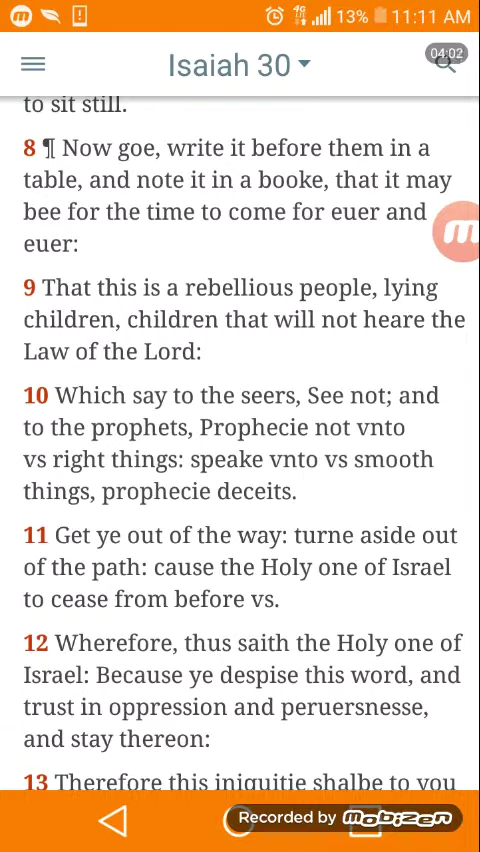 4G 13% 11:11 AM
Isaiah 30
04:02
to sit still.
8 ¶ Now goe, write it before them in a
table, and note it in a booke, that it may
bee for the time to come for euer and
euer:
9 That this is a rebellious people, lying
children, children that will not heare the
Law of the Lord:
10 Which say to the seers, See not; and
to the prophets, Prophecie not vnto
vs right things: speake vnto vs smooth
things, prophecie deceits.
11 Get ye out of the way: turne aside out
of the path: cause the Holy one of Israel
to cease from before vs.
12 Wherefore, thus saith the Holy one of
Israel: Because ye despise this word, and
trust in oppression and peruersnesse,
and stay thereon:
13 Therefore this iniquitie shalbe to you
Recorded by Mobizen